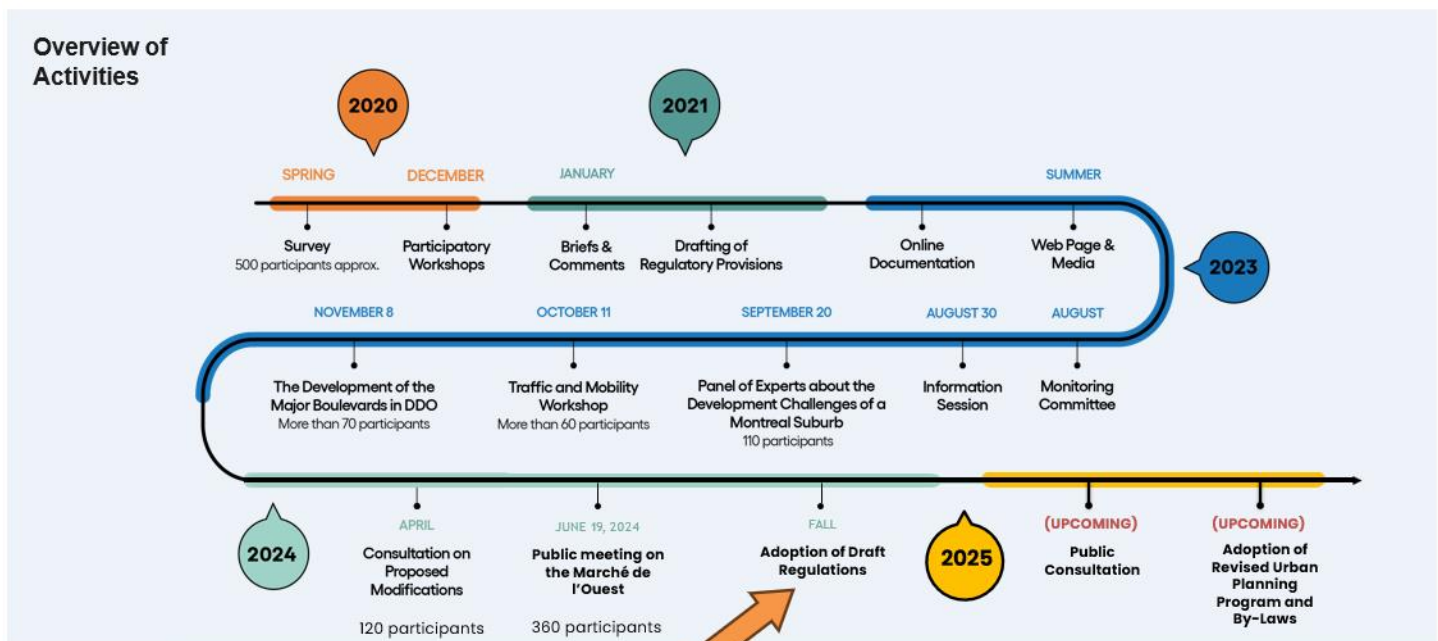 Overview of
Activities
2020
2021
SPRING
DECEMBER
JANUARY
SUMMER
Survey
500 participants approx.
Participatory
Workshops
Briefs &
Comments
Drafting of
Regulatory Provisions
Online
Documentation
Web Page &
Media
2023
NOVEMBER 8
OCTOBER 11
SEPTEMBER 20
AUGUST 30
AUGUST
The Development of the
Major Boulevards in DDO
More than 70 participants
Traffic and Mobility
Workshop
More than 60 participants
Panel of Experts about the
Development Challenges of a
Montreal Suburb
110 participants
Information
Session
Monitoring
Committee
2024
APRIL
Consultation on
Proposed
Modifications
120 participants
JUNE 19, 2024
Public meeting on
the Marché de
l'Ouest
360 participants
FALL
Adoption of Draft
Regulations
2025
(UPCOMING)
Public
Consultation
(UPCOMING)
Adoption of
Revised Urban
Planning
Program and
By-Laws